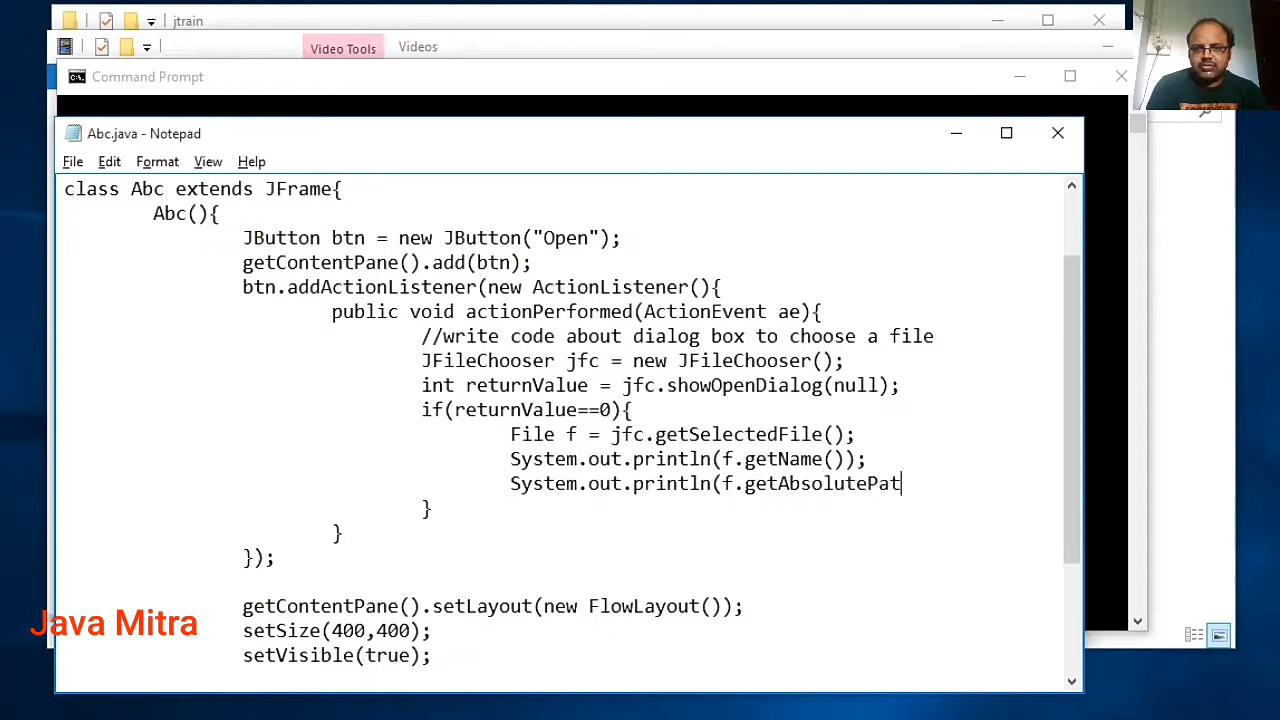 jtrain
Video Tools Videos
Command Prompt
Abc.java - Notepad
File Edit Format View Help
class Abc extends JFrame{
Abc(){
JButton btn = new JButton("Open");
getContentPane().add(btn);
btn.addActionListener(new ActionListener(){
public void actionPerformed(ActionEvent ae){
//write code about dialog box to choose a file
JFileChooser jfc = new JFileChooser();
int returnValue = jfc.showOpenDialog(null);
if(returnValue==0){
File f = jfc.getSelectedFile();
System.out.println(f.getName());
System.out.println(f.getAbsolutePat
}
}
});
getContentPane().setLayout(new FlowLayout());
setSize(400,400);
setVisible(true);
Java Mitra